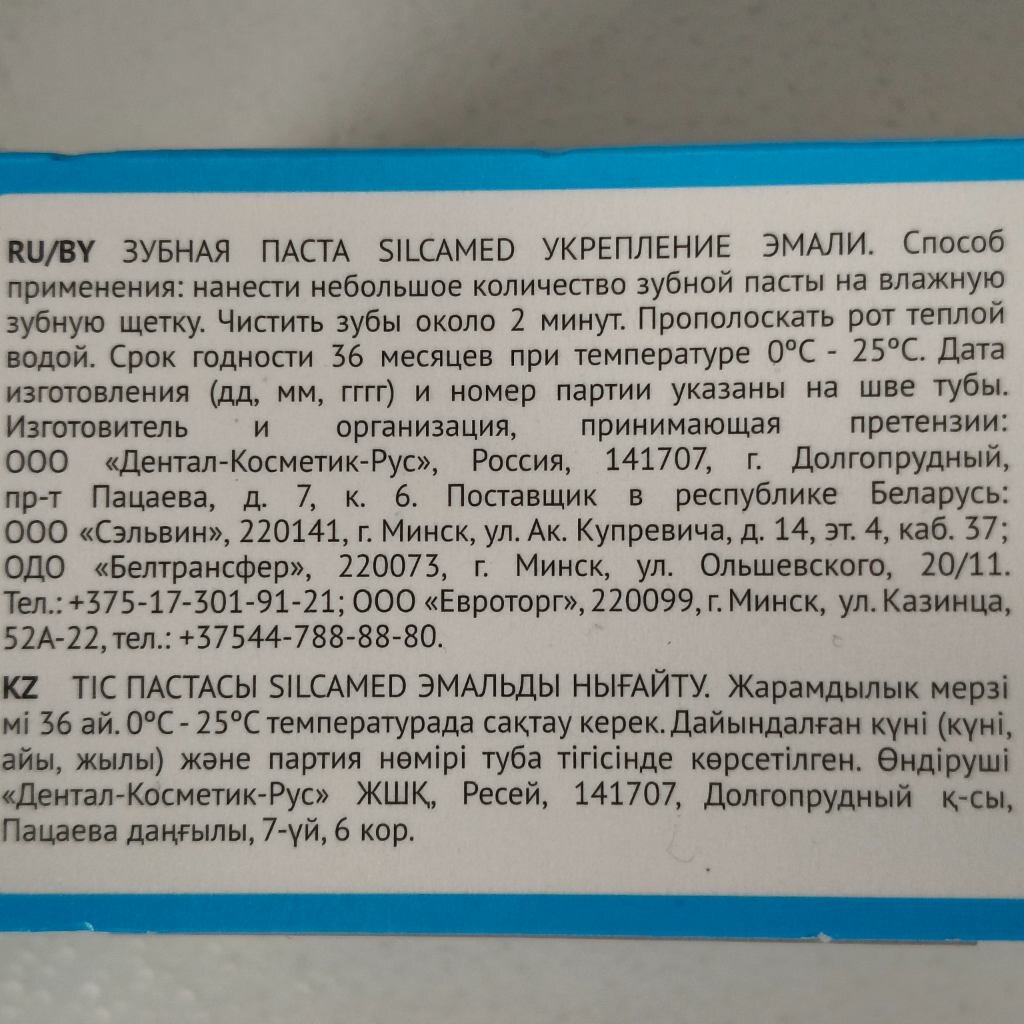 RU/BY ЗУБНАЯ ПАСТА SILCAMED УКРЕПЛЕНИЕ ЭМАЛИ. Способ
применения: нанести небольшое количество зубной пасты на влажную
зубную щетку. Чистить зубы около 2 минут. Прополоскать рот теплой
водой. Срок годности 36 месяцев при температуре 0°С - 25°С. Дата
изготовления (дд, мм, гггг) и номер партии указаны на шве тубы.
Изготовитель и организация, принимающая претензии:
ООО «Дентал-Косметик-Рус», Россия, 141707, г. Долгопрудный,
пр-т Пацаева, д. 7, к. 6. Поставщик в республике Беларусь:
ООО «Сэльвин», 220141, г. Минск, ул. Ак. Купревича, д. 14, эт. 4, каб. 37;
ОДО «Белтрансфер», 220073, г. Минск, ул. Ольшевского, 20/11.
Тел.: +375-17-301-91-21; ООО «Евроторг», 220099, г. Минск, ул. Казинца,
52А-22, тел.: +37544-788-88-80.
KZ ТІС ПАСТАСЫ SILCAMED ЭМАЛЬДЫ НЫҒАЙТУ. Жарамдылық мерзі
мі 36 ай. 0°С - 25°С температурада сақтау керек. Дайындалған күні (күні,
айы, жылы) және партия нөмірі туба тігісінде көрсетілген. Өндіруші
«Дентал-Косметик-Рус» ЖШҚ, Ресей, 141707, Долгопрудный қ-сы,
Пацаева даңғылы, 7-үй, 6 кор.